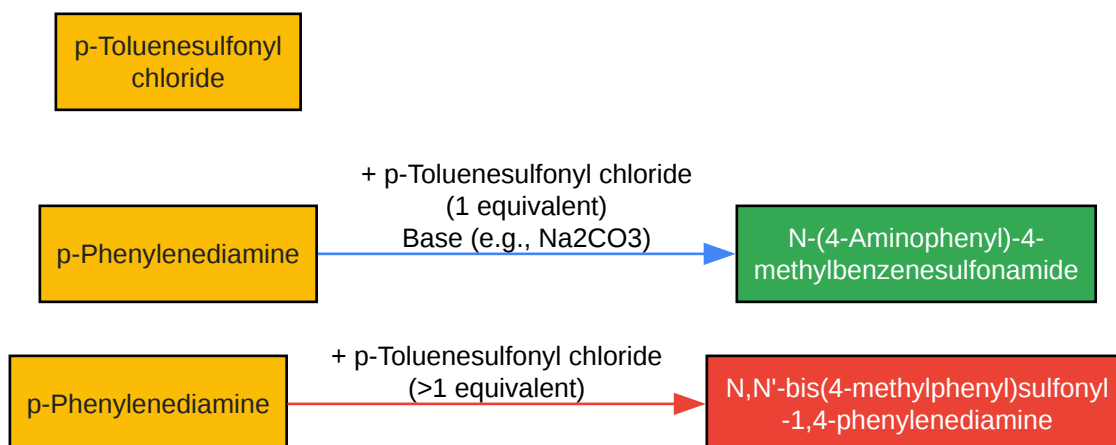 p-Toluenesulfonyl
chloride
+ p-Toluenesulfonyl chloride
(1 equivalent)
Base (e.g., Na2CO3)
p-Phenylenediamine
N-(4-Aminophenyl)-4-
methylbenzenesulfonamide
+ p-Toluenesulfonyl chloride
(>1 equivalent)
p-Phenylenediamine
N,N'-bis(4-methylphenyl)sulfonyl
-1,4-phenylenediamine